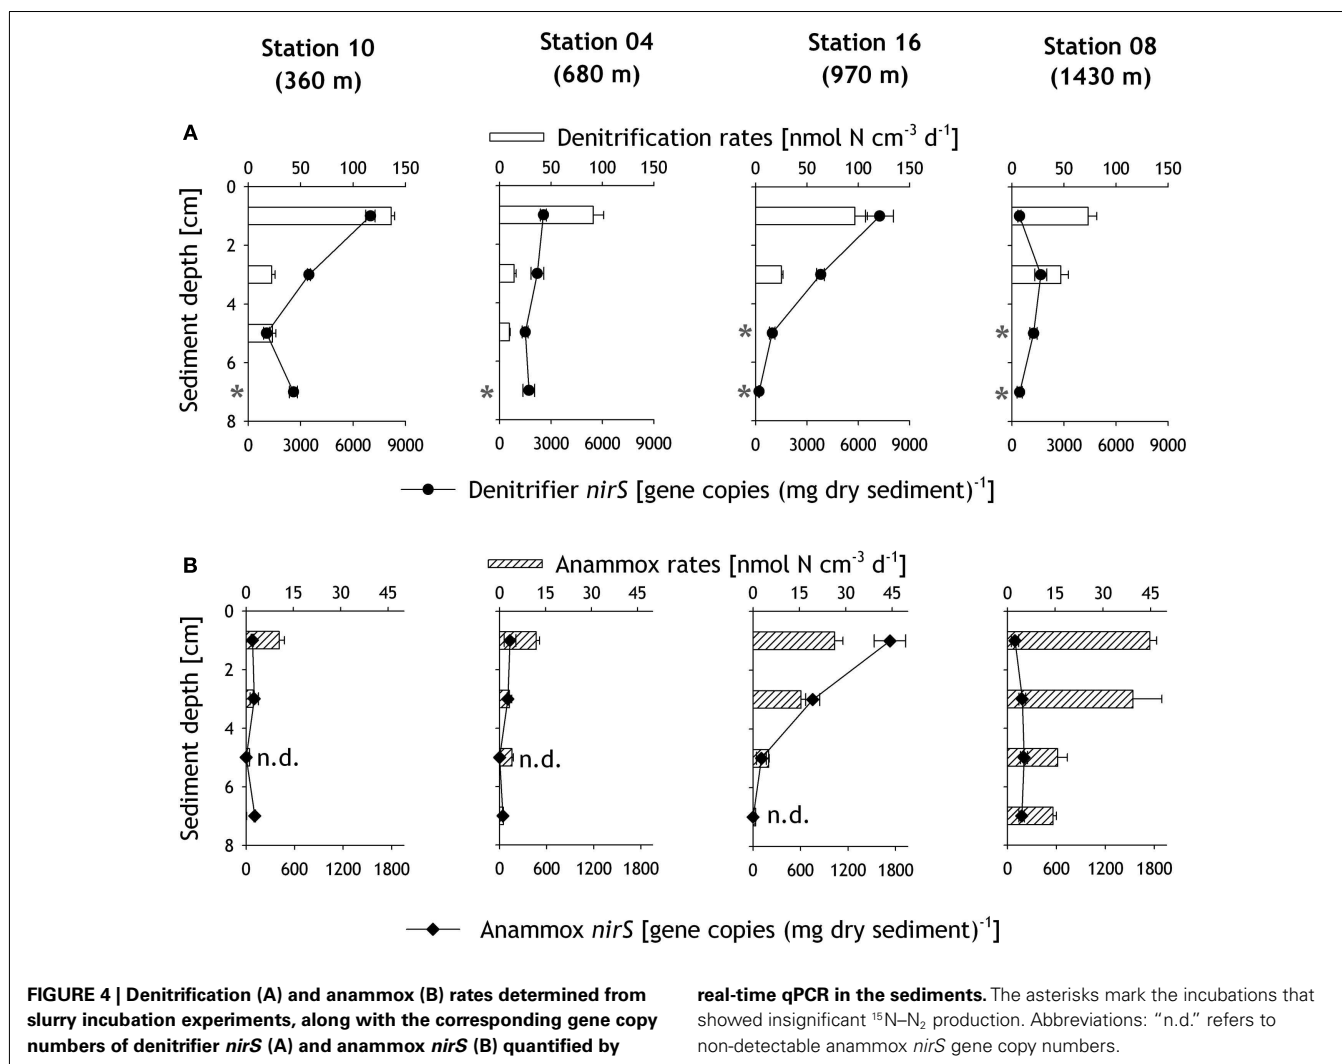 Station 10
(360 m)
Station 04
(680 m)
Station 16
(970 m)
Station 08
(1430 m)
A
Denitrification rates [nmol N cm⁻³ d⁻¹]
0 50 100 150
0 50 100 150
0 50 100 150
0 50 100 150
Sediment depth [cm]
0
2
4
6
8
*
*
*
*
*
*
0 3000 6000 9000
0 3000 6000 9000
0 3000 6000 9000
0 3000 6000 9000
Denitrifier nirS [gene copies (mg dry sediment)⁻¹]
B
Anammox rates [nmol N cm⁻³ d⁻¹]
0 15 30 45
0 15 30 45
0 15 30 45
0 15 30 45
Sediment depth [cm]
0
2
4
6
8
n.d.
n.d.
n.d.
0 600 1200 1800
0 600 1200 1800
0 600 1200 1800
0 600 1200 1800
Anammox nirS [gene copies (mg dry sediment)⁻¹]
FIGURE 4 | Denitrification (A) and anammox (B) rates determined from
slurry incubation experiments, along with the corresponding gene copy
numbers of denitrifier nirS (A) and anammox nirS (B) quantified by
real-time qPCR in the sediments. The asterisks mark the incubations that
showed insignificant ¹⁵N–N₂ production. Abbreviations: “n.d.” refers to
non-detectable anammox nirS gene copy numbers.